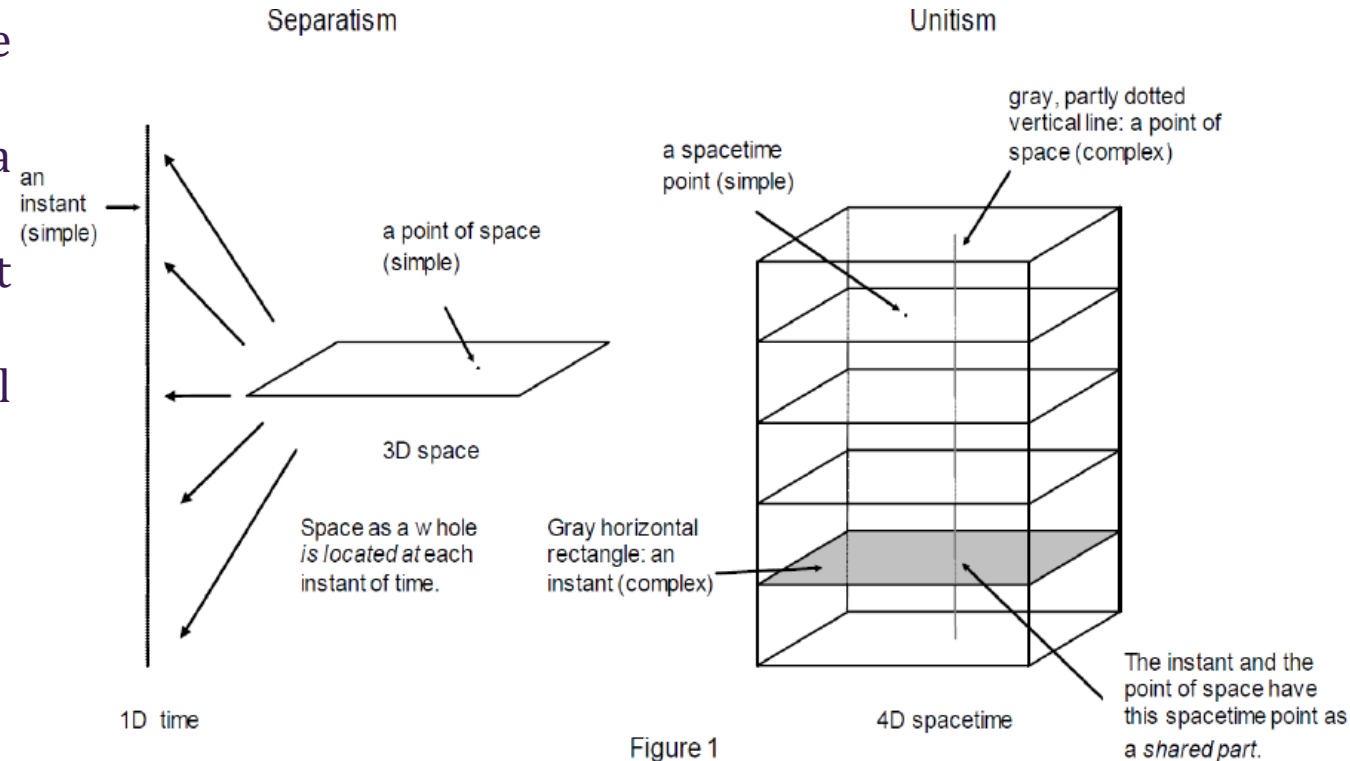 Separatism
Unitism
e
a
t
l
an
instant
(simple)
a point of space
(simple)
3D space
Space as a w hole
is located at each
instant of time.
1D time
gray, partly dotted
vertical line: a point of
space (complex)
a spacetime
point (simple)
Gray horizontal
rectangle: an
instant (complex)
The instant and the
point of space have
this spacetime point as
a shared part.
4D spacetime
Figure 1